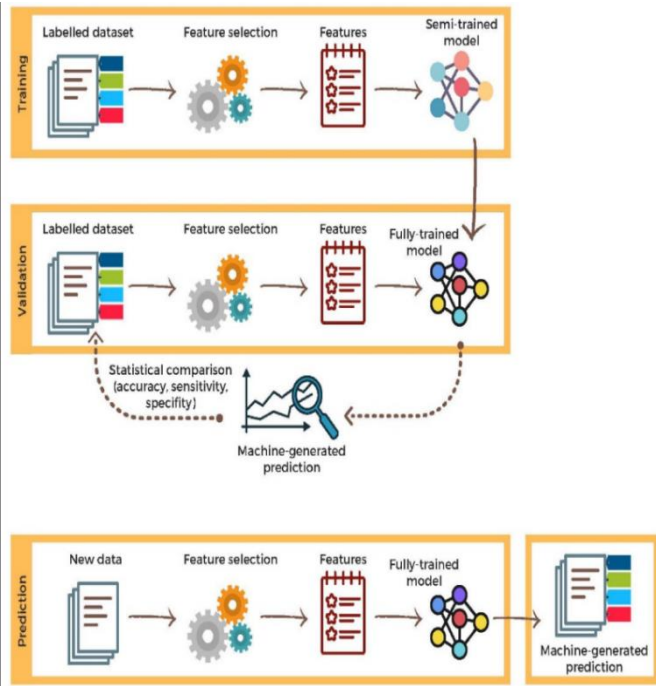 Training
Labelled dataset
Feature selection
Features
Semi-trained
model
Validation
Labelled dataset
Feature selection
Features
Fully-trained
model
Statistical comparison
(accuracy, sensitivity,
specifity)
Machine-generated
prediction
Prediction
New data
Feature selection
Features
Fully-trained
model
Machine-generated
prediction